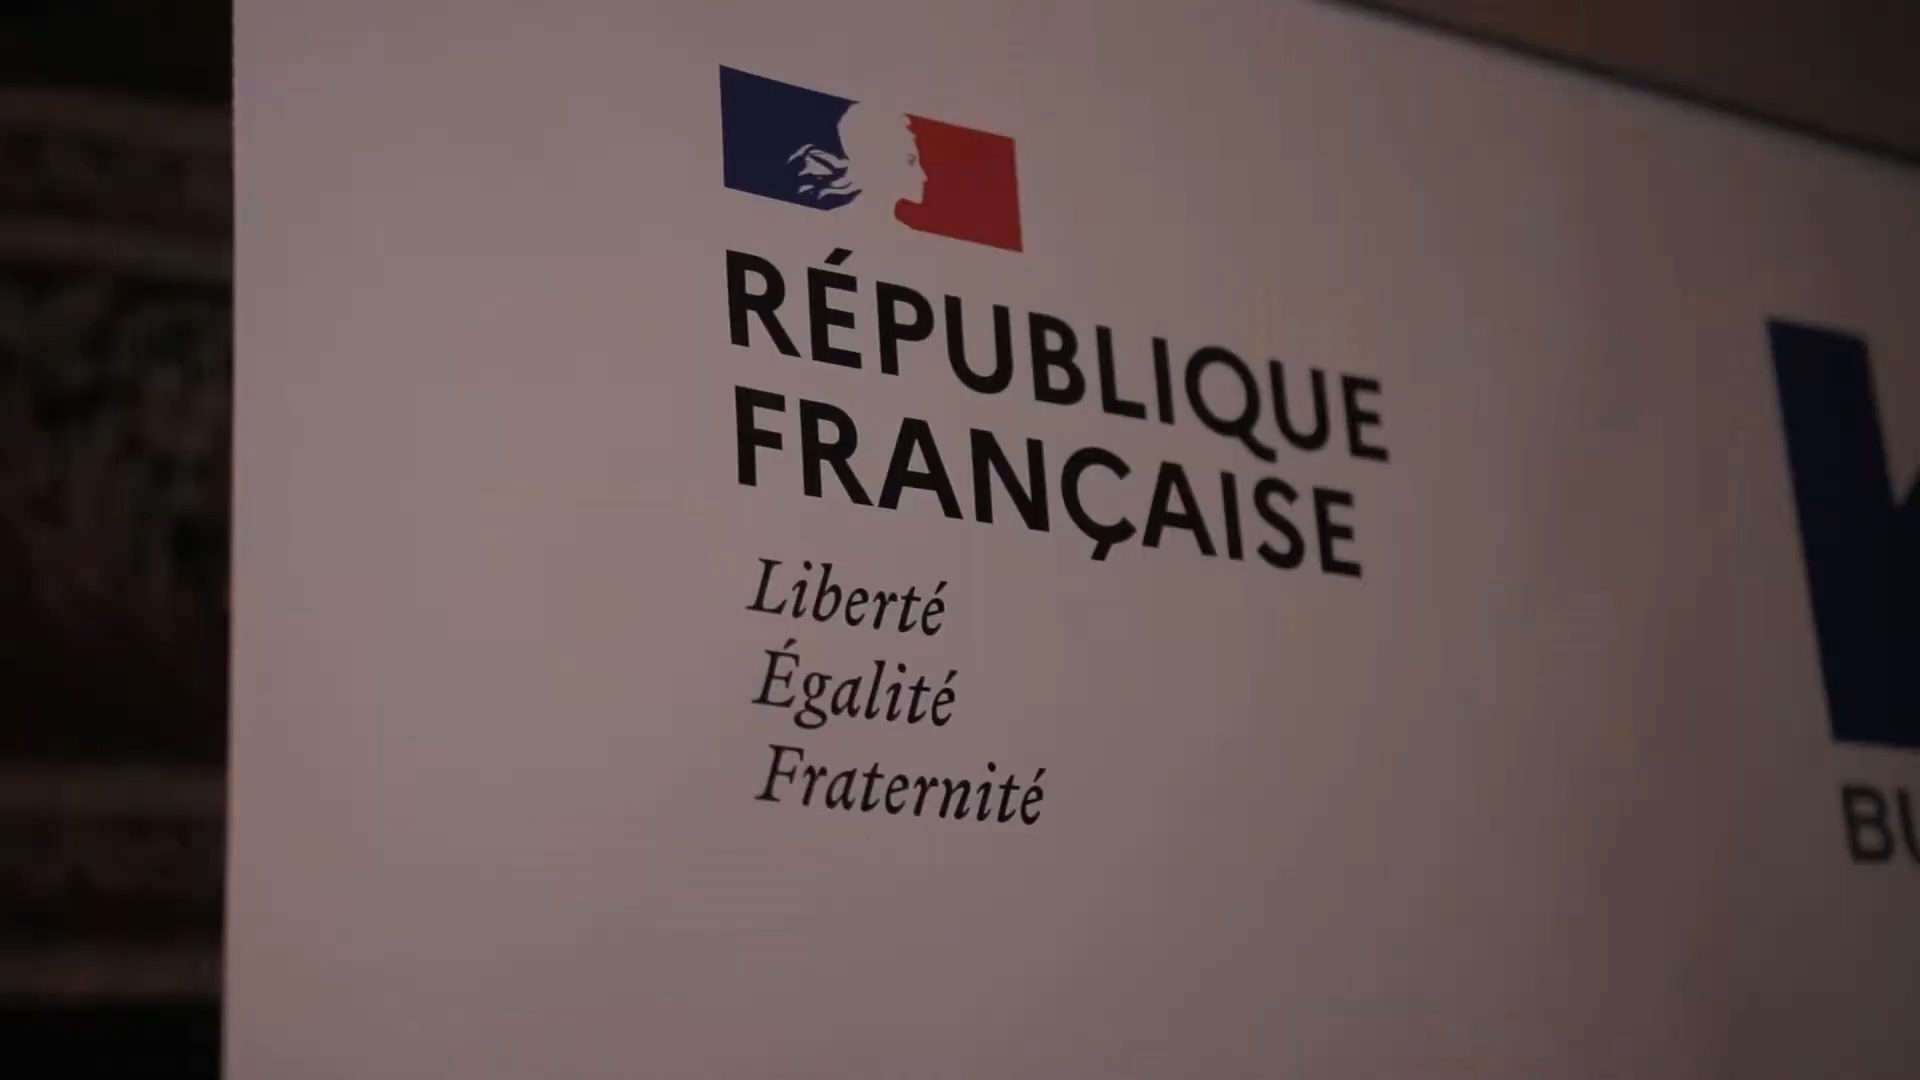 RÉPUBLIQUE
FRANÇAISE
Liberté
Égalité
Fraternité